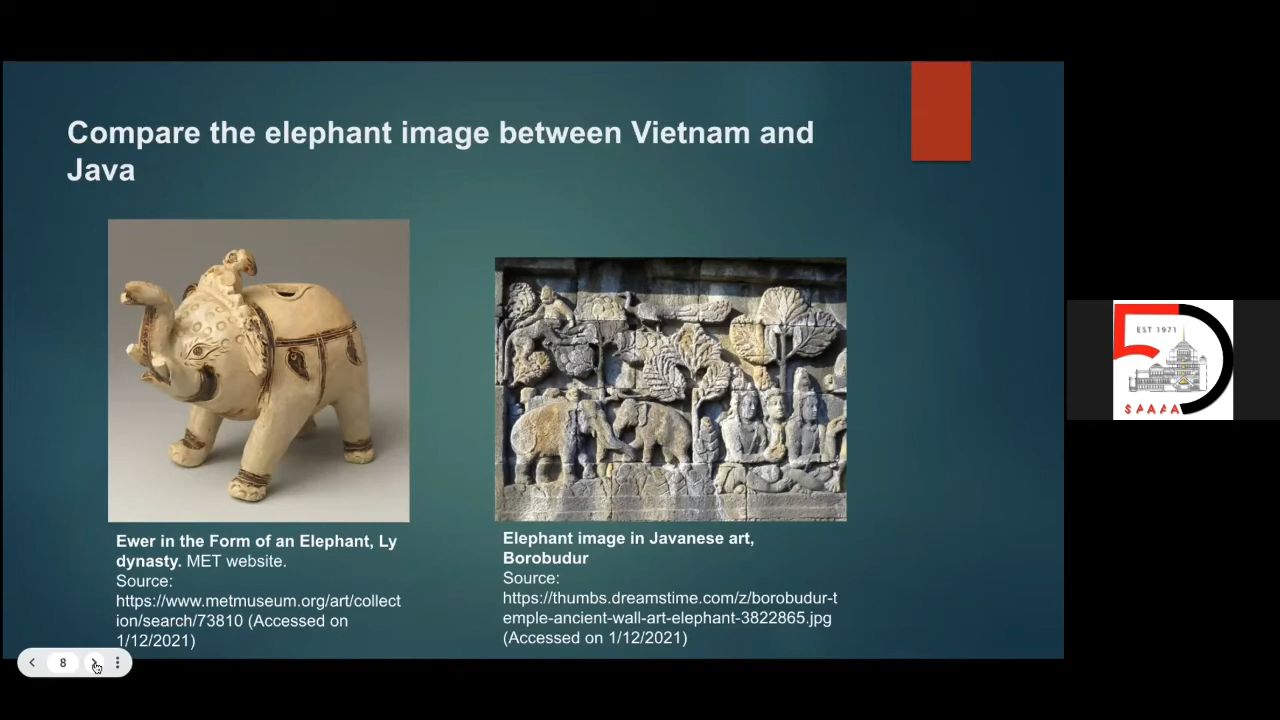 Compare the elephant image between Vietnam and
Java
Ewer in the Form of an Elephant, Ly
dynasty. MET website.
Source:
https://www.metmuseum.org/art/collect
ion/search/73810 (Accessed on
1/12/2021)
Elephant image in Javanese art,
Borobudur
Source:
https://thumbs.dreamstime.com/z/borobudur-t
emple-ancient-wall-art-elephant-3822865.jpg
(Accessed on 1/12/2021)
8
EST 1971
SAAFA